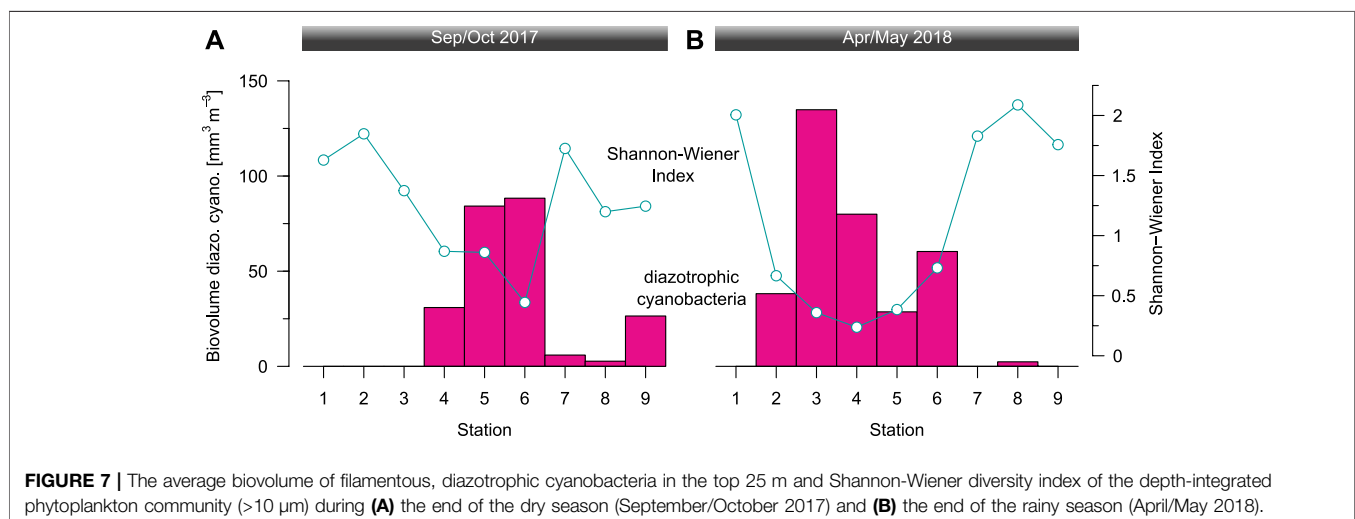 A
Sep/Oct 2017
B
Apr/May 2018
Biovolume diazo. cyano. [mm³ m⁻³]
150
100
50
0
Shannon-Wiener
Index
diazotrophic
cyanobacteria
2
1.5
1
0.5
0
Shannon−Wiener Index
1 2 3 4 5 6 7 8 9
1 2 3 4 5 6 7 8 9
Station
Station
FIGURE 7 | The average biovolume of filamentous, diazotrophic cyanobacteria in the top 25 m and Shannon-Wiener diversity index of the depth-integrated
phytoplankton community (>10 µm) during (A) the end of the dry season (September/October 2017) and (B) the end of the rainy season (April/May 2018).